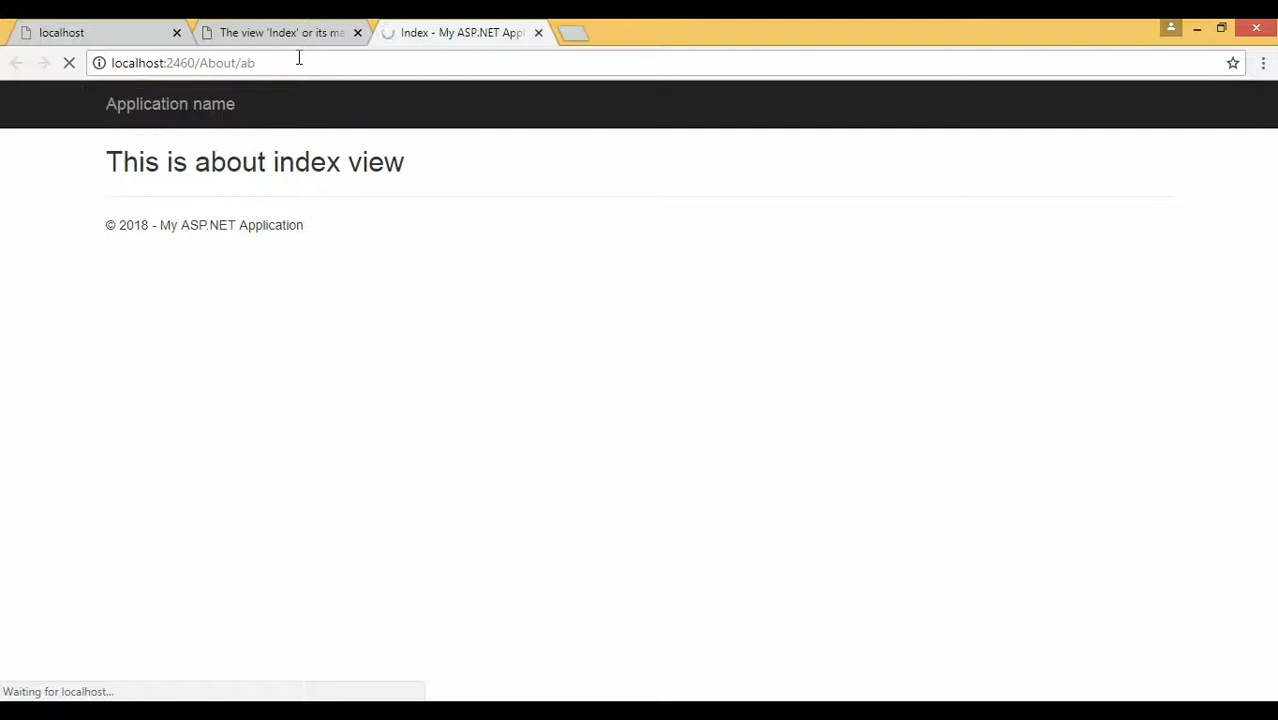 localhost
The view 'Index' or its ma
Index - My ASP.NET Appl
localhost:2460/About/ab
Application name
This is about index view
© 2018 - My ASP.NET Application
Waiting for localhost...